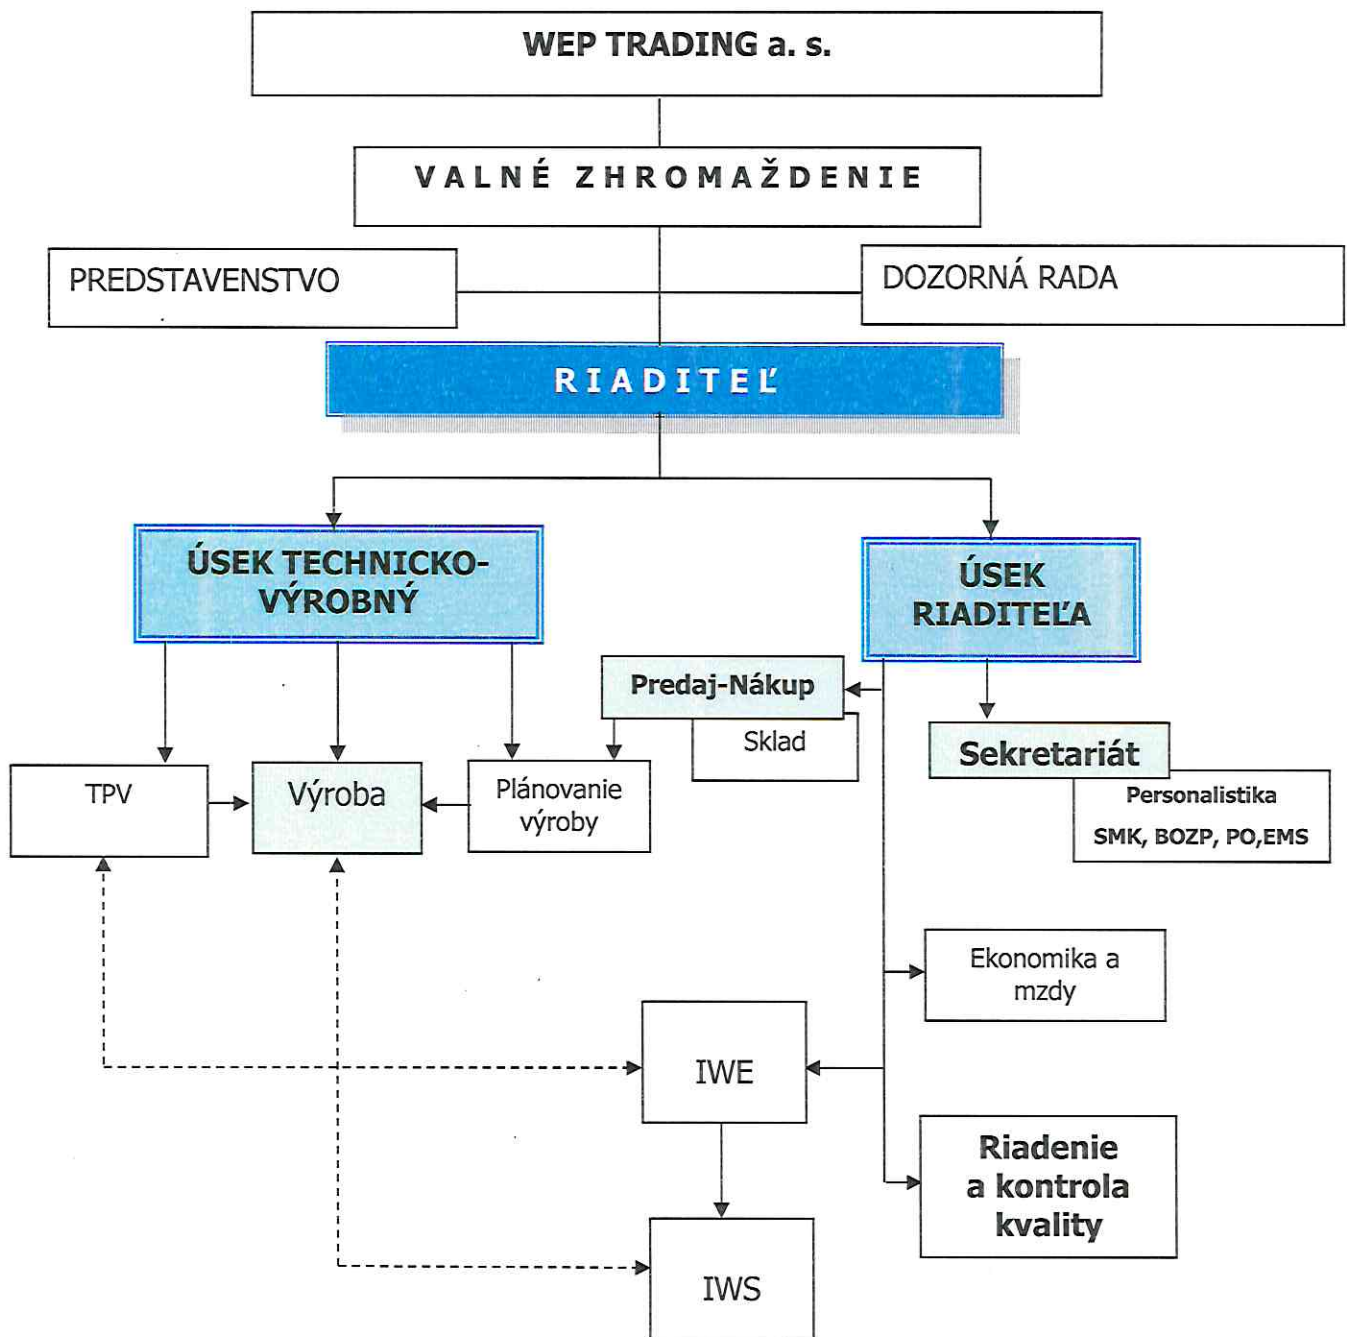 WEP TRADING a. s.
VALNÉ ZHROMAŽDENIE
PREDSTAVENSTVO
DOZORNÁ RADA
RIADITEĽ
ÚSEK TECHNICKO-
VÝROBNÝ
ÚSEK
RIADITEĽA
Predaj-Nákup
Sklad
Sekretariát
Personalistika
SMK, BOZP, PO,EMS
TPV
Výroba
Plánovanie
výroby
Ekonomika a
mzdy
IWE
Riadenie
a kontrola
kvality
IWS